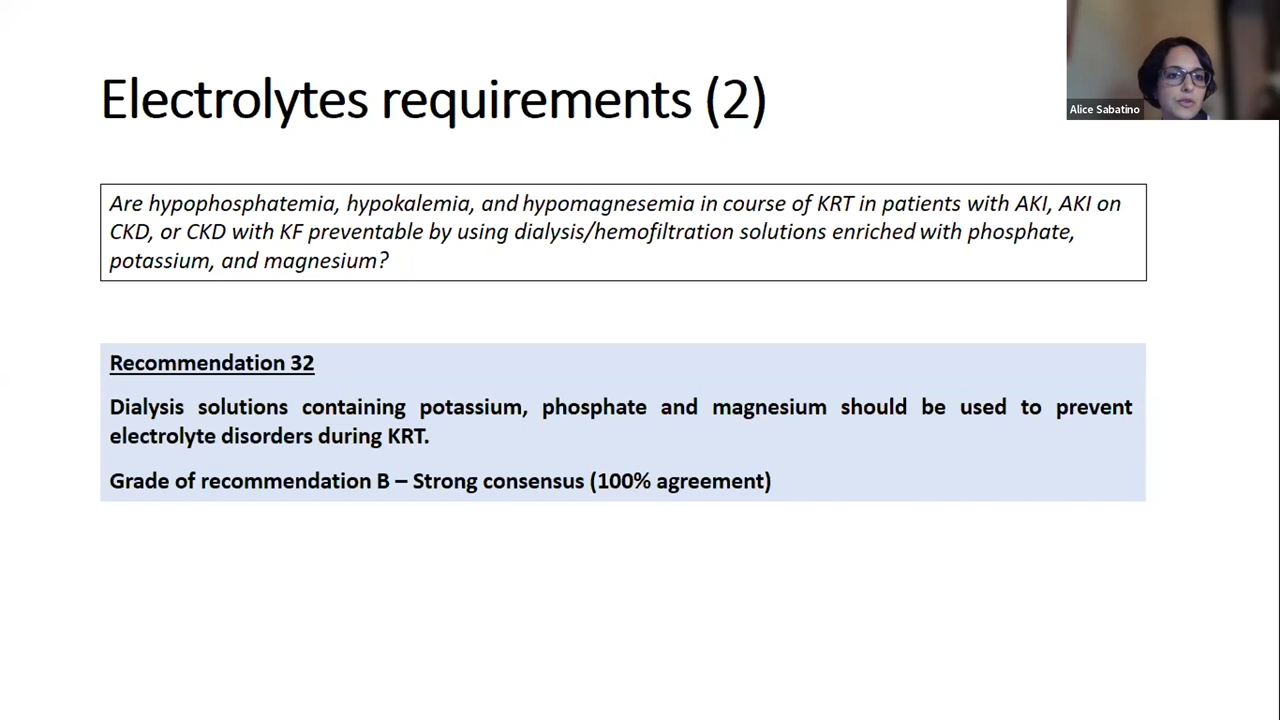 Electrolytes requirements (2)
Alice Sabatino
Are hypophosphatemia, hypokalemia, and hypomagnesemia in course of KRT in patients with AKI, AKI on
CKD, or CKD with KF preventable by using dialysis/hemofiltration solutions enriched with phosphate,
potassium, and magnesium?
Recommendation 32
Dialysis solutions containing potassium, phosphate and magnesium should be used to prevent
electrolyte disorders during KRT.
Grade of recommendation B – Strong consensus (100% agreement)